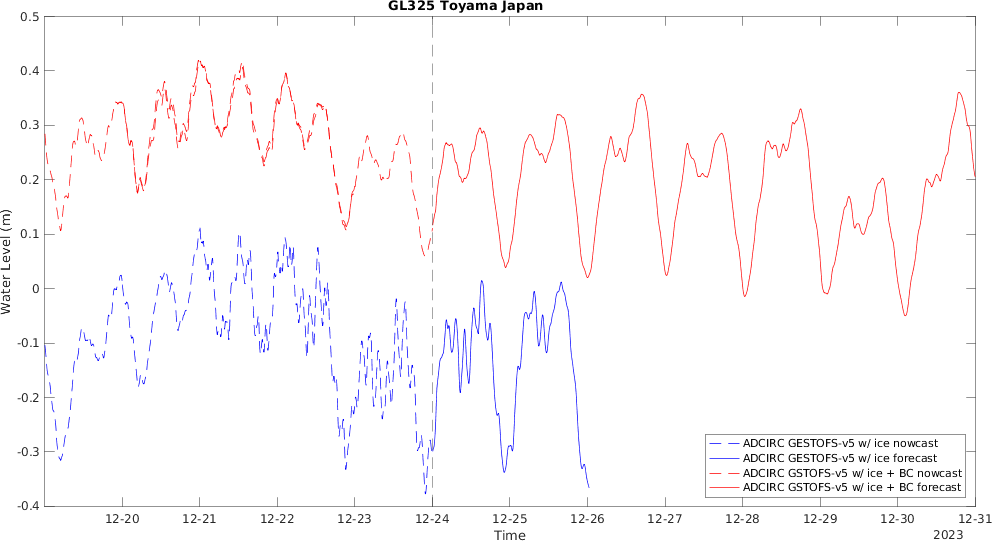 GL325 Toyama Japan
0.5
0.4
0.3
0.2
0.1
0
-0.1
-0.2
-0.3
-0.4
Water Level (m)
ADCIRC GESTOFS-v5 w/ ice nowcast
ADCIRC GESTOFS-v5 w/ ice forecast
ADCIRC GSTOFS-v5 w/ ice + BC nowcast
ADCIRC GSTOFS-v5 w/ ice + BC forecast
12-20 12-21 12-22 12-23 12-24 12-25 12-26 12-27 12-28 12-29 12-30 12-31
Time
2023